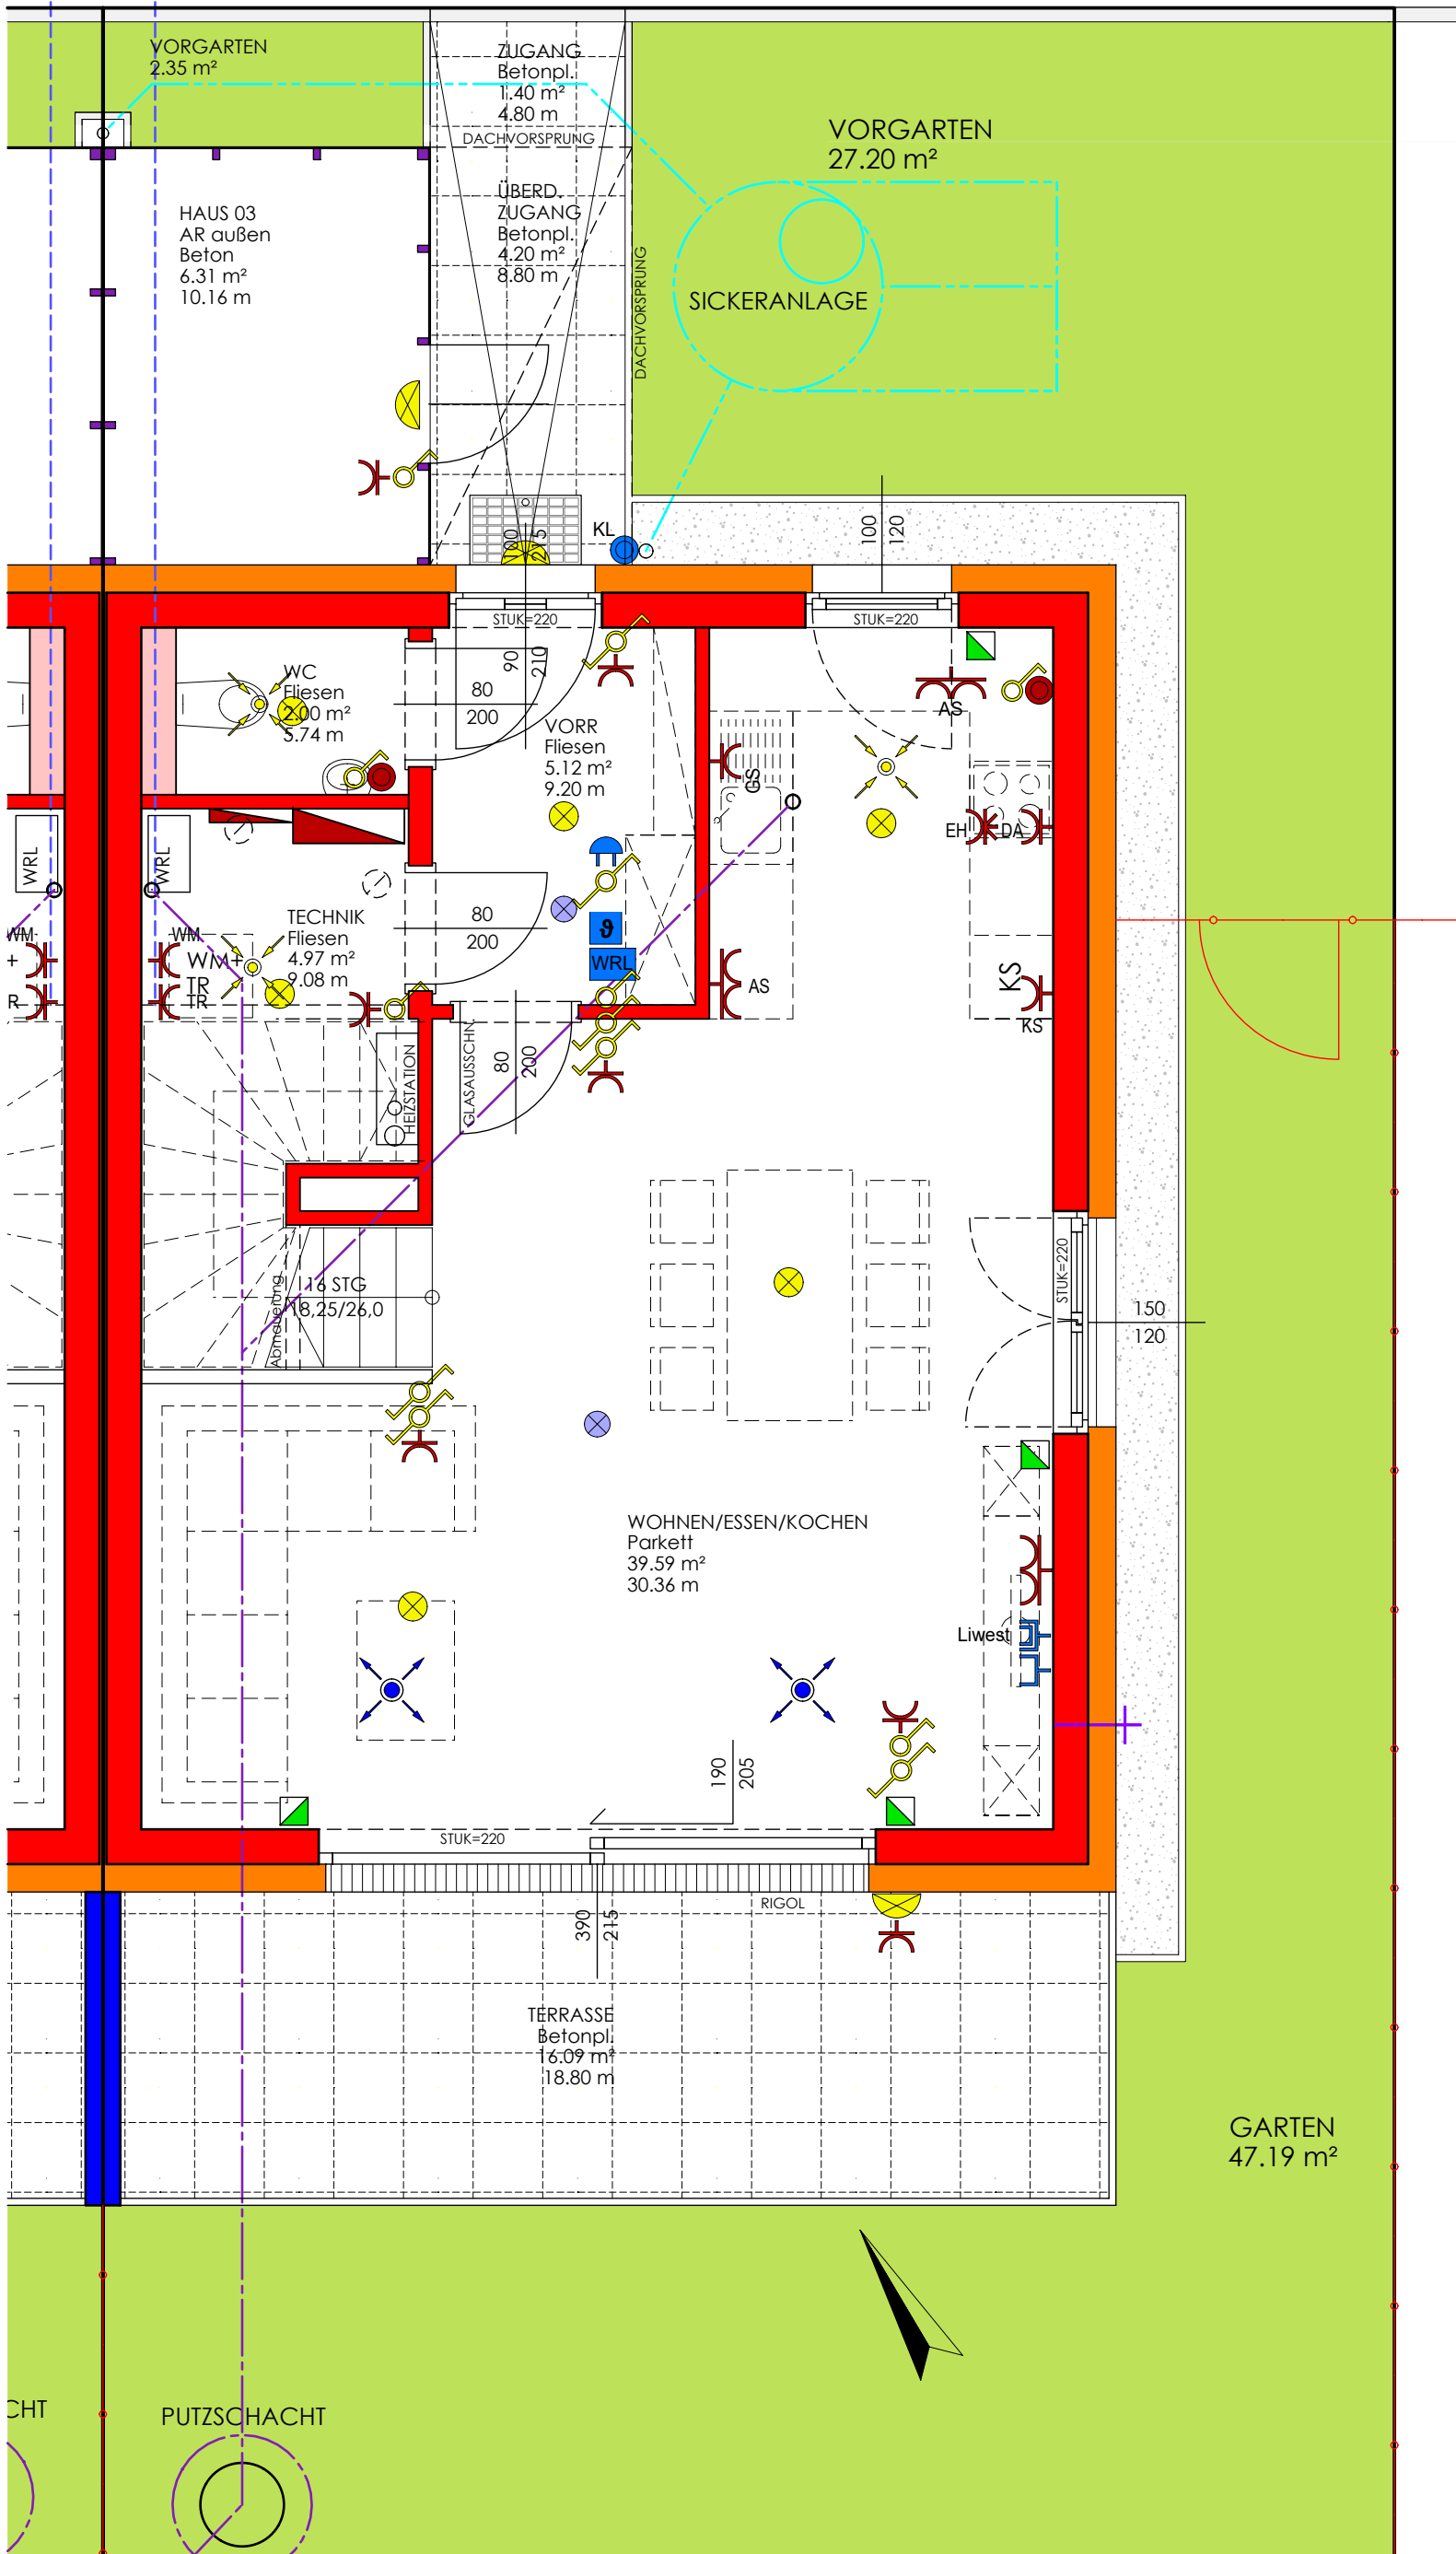 VORGARTEN
2.35 m²
ZUGANG
Betonpl.
1.40 m²
4.80 m
DACHVORSPRUNG
VORGARTEN
27.20 m²
HAUS 03
AR außen
Beton
6.31 m²
10.16 m
ÜBERD.
ZUGANG
Betonpl.
4.20 m²
8.80 m
DACHVORSPRUNG
SICKERANLAGE
KL
100
215
100
120
STUK=220
STUK=220
90
210
WC
Fliesen
2.00 m²
5.74 m
80
200
VORR
Fliesen
5.12 m²
9.20 m
AS
GS
EH
DA
WRL
WRL
TECHNIK
Fliesen
4.97 m²
9.08 m
80
200
ϑ
WRL
WM
+
R
WM
WM+
TR
TR
AS
KS
KS
HEIZSTATION
GLASAUSSCHN.
80
200
16 STG
18,25/26,0
Abmauerung
STUK=220
150
120
WOHNEN/ESSEN/KOCHEN
Parkett
39.59 m²
30.36 m
Liwest
190
205
STUK=220
RIGOL
390
215
TERRASSE
Betonpl.
16.09 m²
18.80 m
GARTEN
47.19 m²
CHT
PUTZSCHACHT